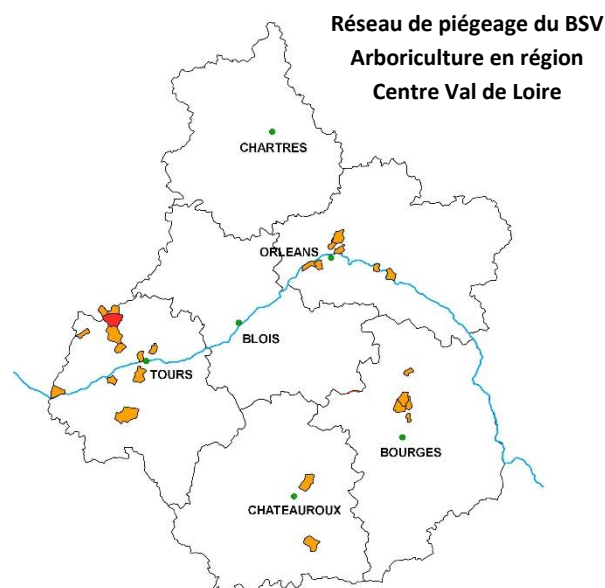 Réseau de piégeage du BSV
Arboriculture en région
Centre Val de Loire
CHARTRES
ORLEANS
BLOIS
TOURS
BOURGES
CHATEAUROUX